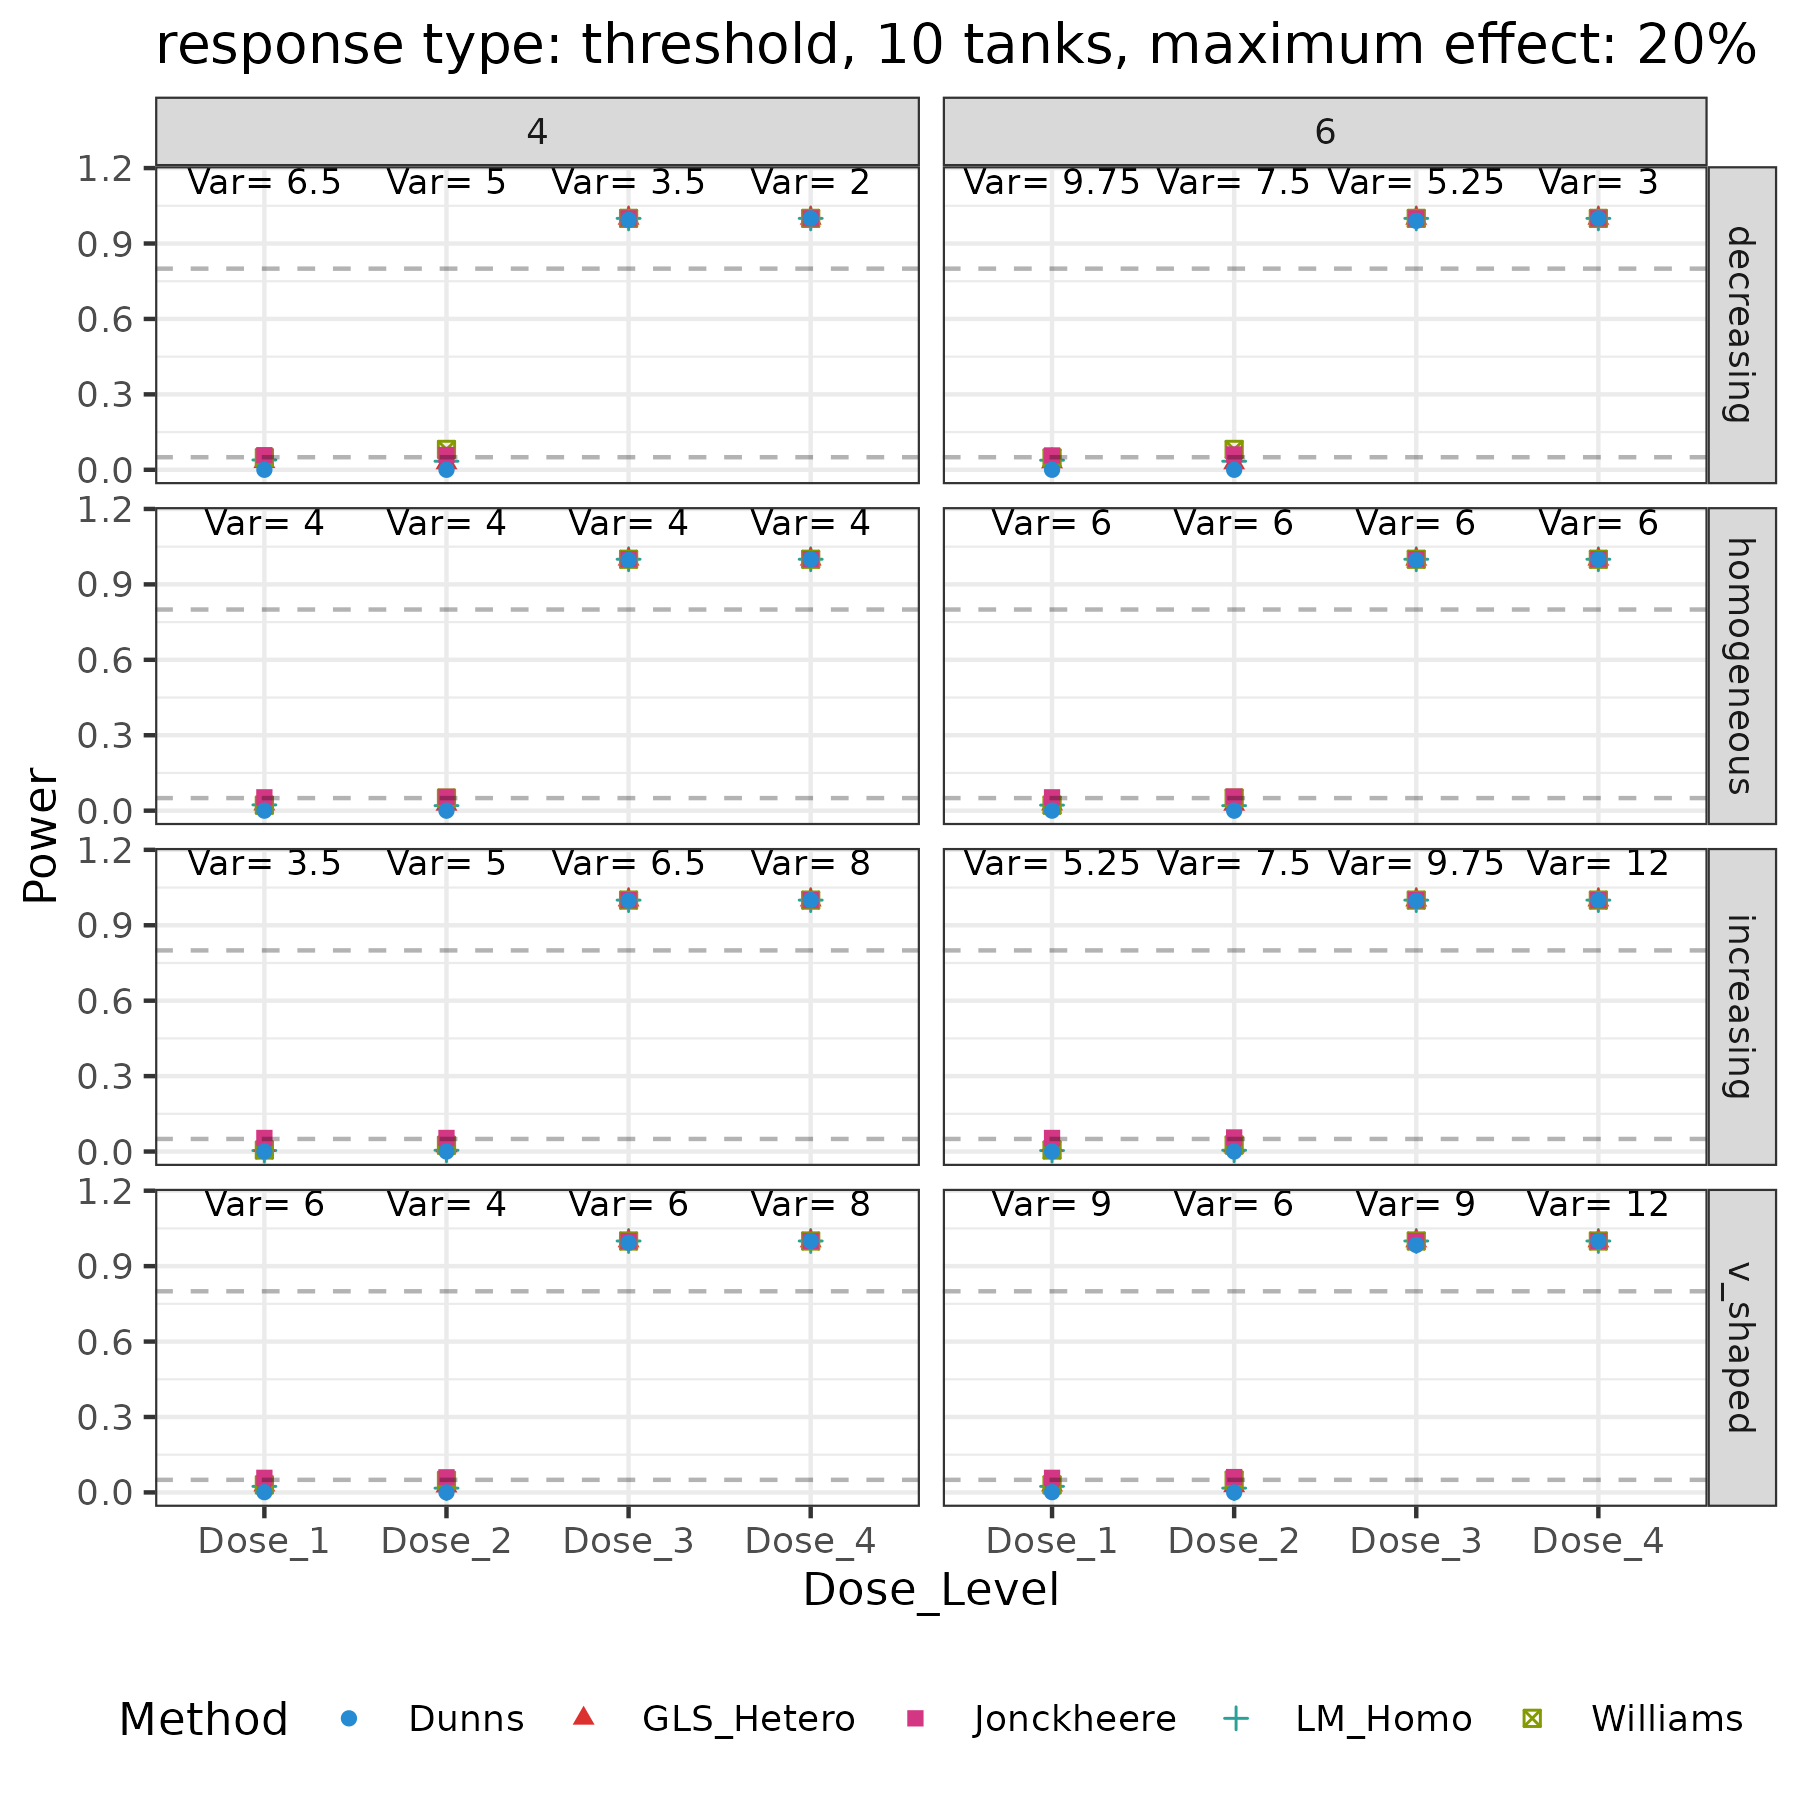 response type: threshold, 10 tanks, maximum effect: 20%
4 6
1.2 Var= 6.5 Var= 5 Var= 3.5 Var= 2 Var= 9.75 Var= 7.5 Var= 5.25 Var= 3
0.9
0.6
0.3
0.0
decreasing
1.2 Var= 4 Var= 4 Var= 4 Var= 4 Var= 6 Var= 6 Var= 6 Var= 6
0.9
0.6
0.3
0.0
homogeneous
Power
1.2 Var= 3.5 Var= 5 Var= 6.5 Var= 8 Var= 5.25 Var= 7.5 Var= 9.75 Var= 12
0.9
0.6
0.3
0.0
increasing
1.2 Var= 6 Var= 4 Var= 6 Var= 8 Var= 9 Var= 6 Var= 9 Var= 12
0.9
0.6
0.3
0.0
v_shaped
Dose_1 Dose_2 Dose_3 Dose_4 Dose_1 Dose_2 Dose_3 Dose_4
Dose_Level
Method Dunns GLS_Hetero Jonckheere LM_Homo Williams